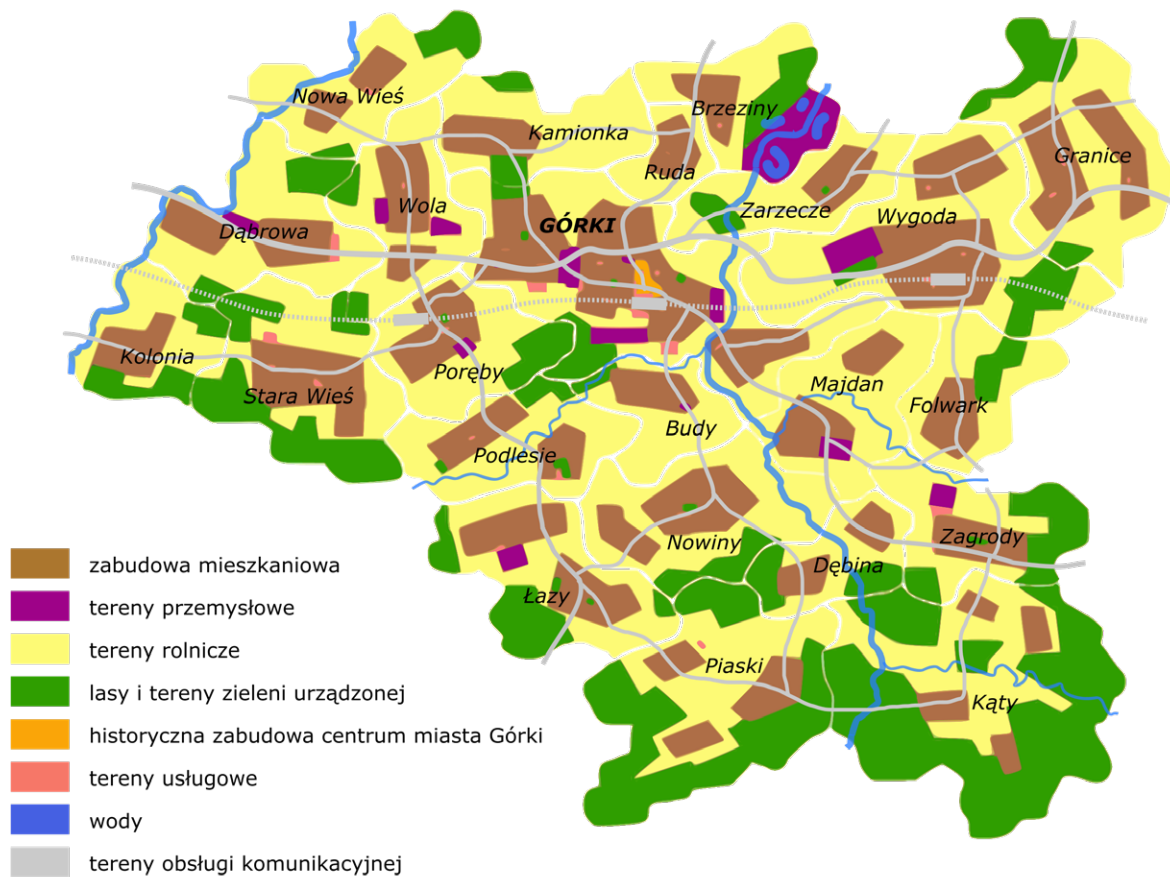 Nowa Wieś
Brzeziny
Kamionka
Granice
Ruda
Wola
Zarzecze
Wygoda
GÓRKI
Dąbrowa
Kolonia
Poręby
Majdan
Stara Wieś
Folwark
Budy
Podlesie
Nowiny
Zagrody
Dębina
Łazy
Piaski
Kąty
zabudowa mieszkaniowa
tereny przemysłowe
tereny rolnicze
lasy i tereny zieleni urządzonej
historyczna zabudowa centrum miasta Górki
tereny usługowe
wody
tereny obsługi komunikacyjnej